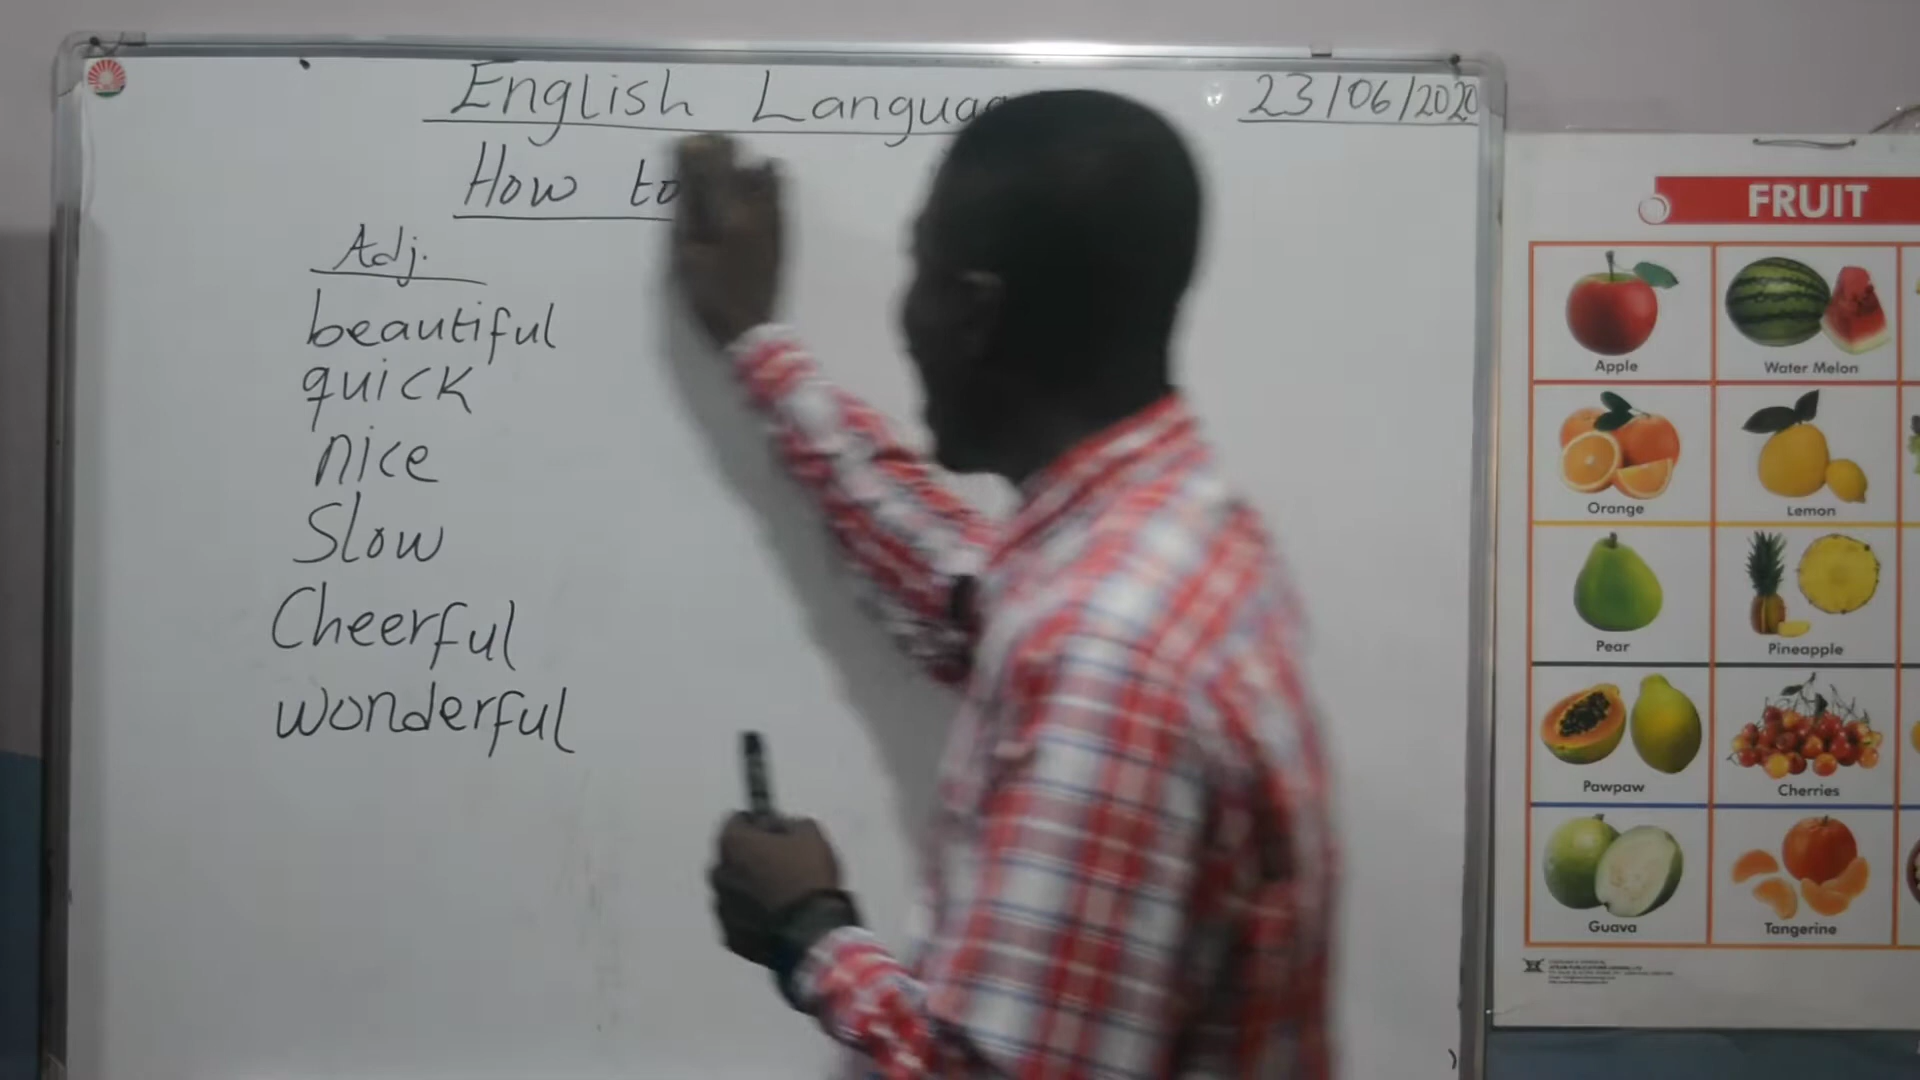 English Langua
23/06/2020
How to
Adj.
beautiful
quick
nice
Slow
Cheerful
wonderful
FRUIT
Apple
Water Melon
Orange
Lemon
Pear
Pineapple
Pawpaw
Cherries
Guava
Tangerine